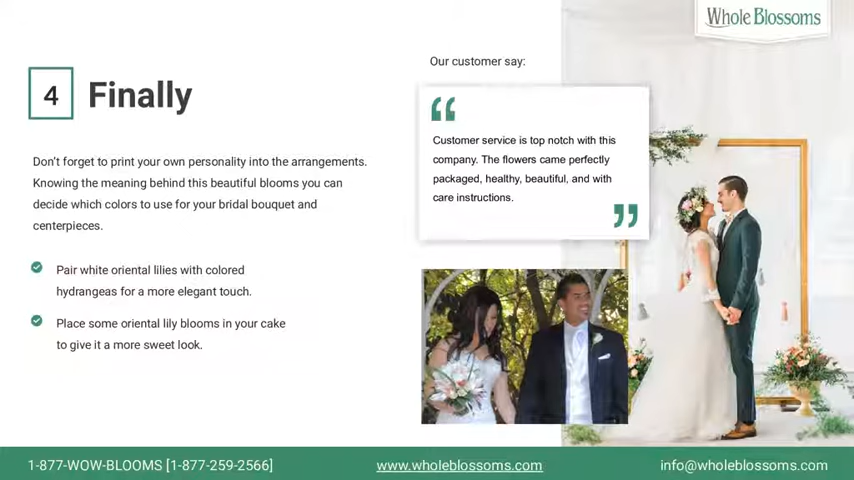 Whole Blossoms
Our customer say:
4 Finally
Don't forget to print your own personality into the arrangements.
Knowing the meaning behind this beautiful blooms you can
decide which colors to use for your bridal bouquet and
centerpieces.
Pair white oriental lilies with colored
hydrangeas for a more elegant touch.
Place some oriental lily blooms in your cake
to give it a more sweet look.
“
Customer service is top notch with this
company. The flowers came perfectly
packaged, healthy, beautiful, and with
care instructions.
”
1-877-WOW-BLOOMS [1-877-259-2566]
www.wholeblossoms.com
info@wholeblossoms.com